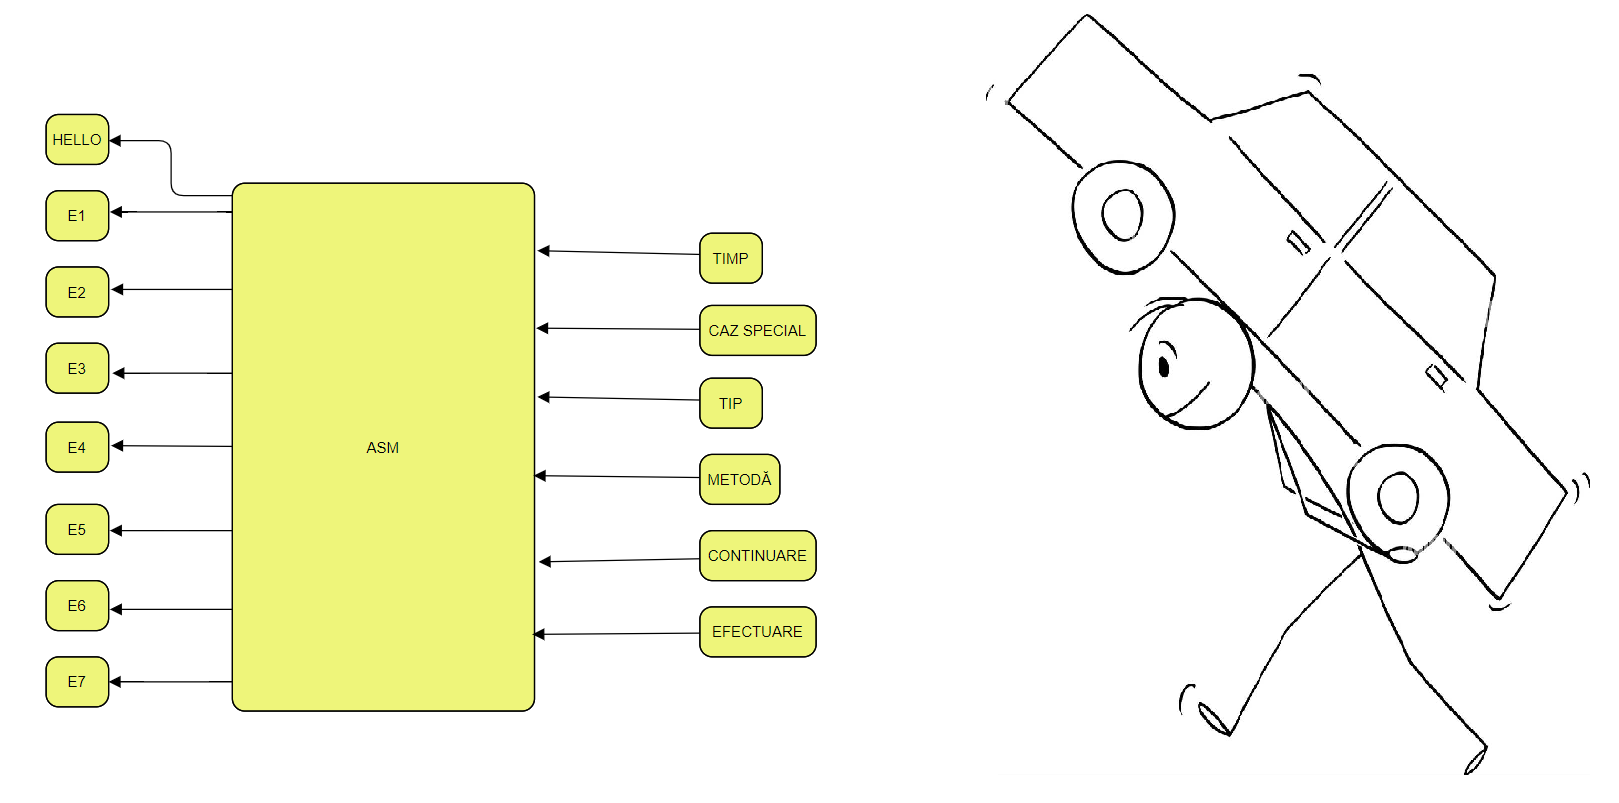 HELLO
E1
E2
E3
E4
E5
E6
E7
ASM
TIMP
CAZ SPECIAL
TIP
METODĂ
CONTINUARE
EFECTUARE